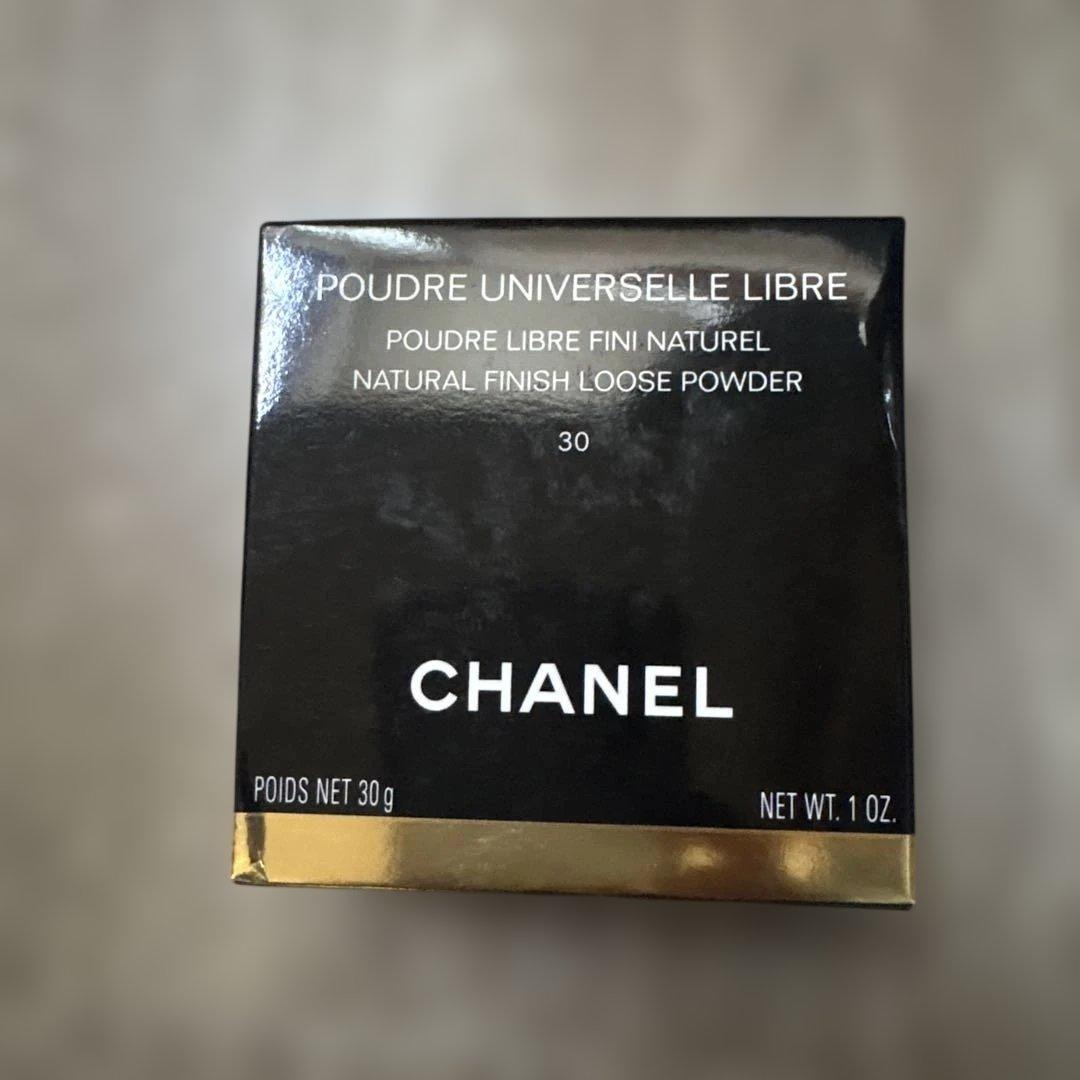 POUDRE UNIVERSELLE LIBRE
POUDRE LIBRE FINI NATUREL
NATURAL FINISH LOOSE POWDER
30
CHANEL
POIDS NET 30 g
NET WT. 1 OZ.